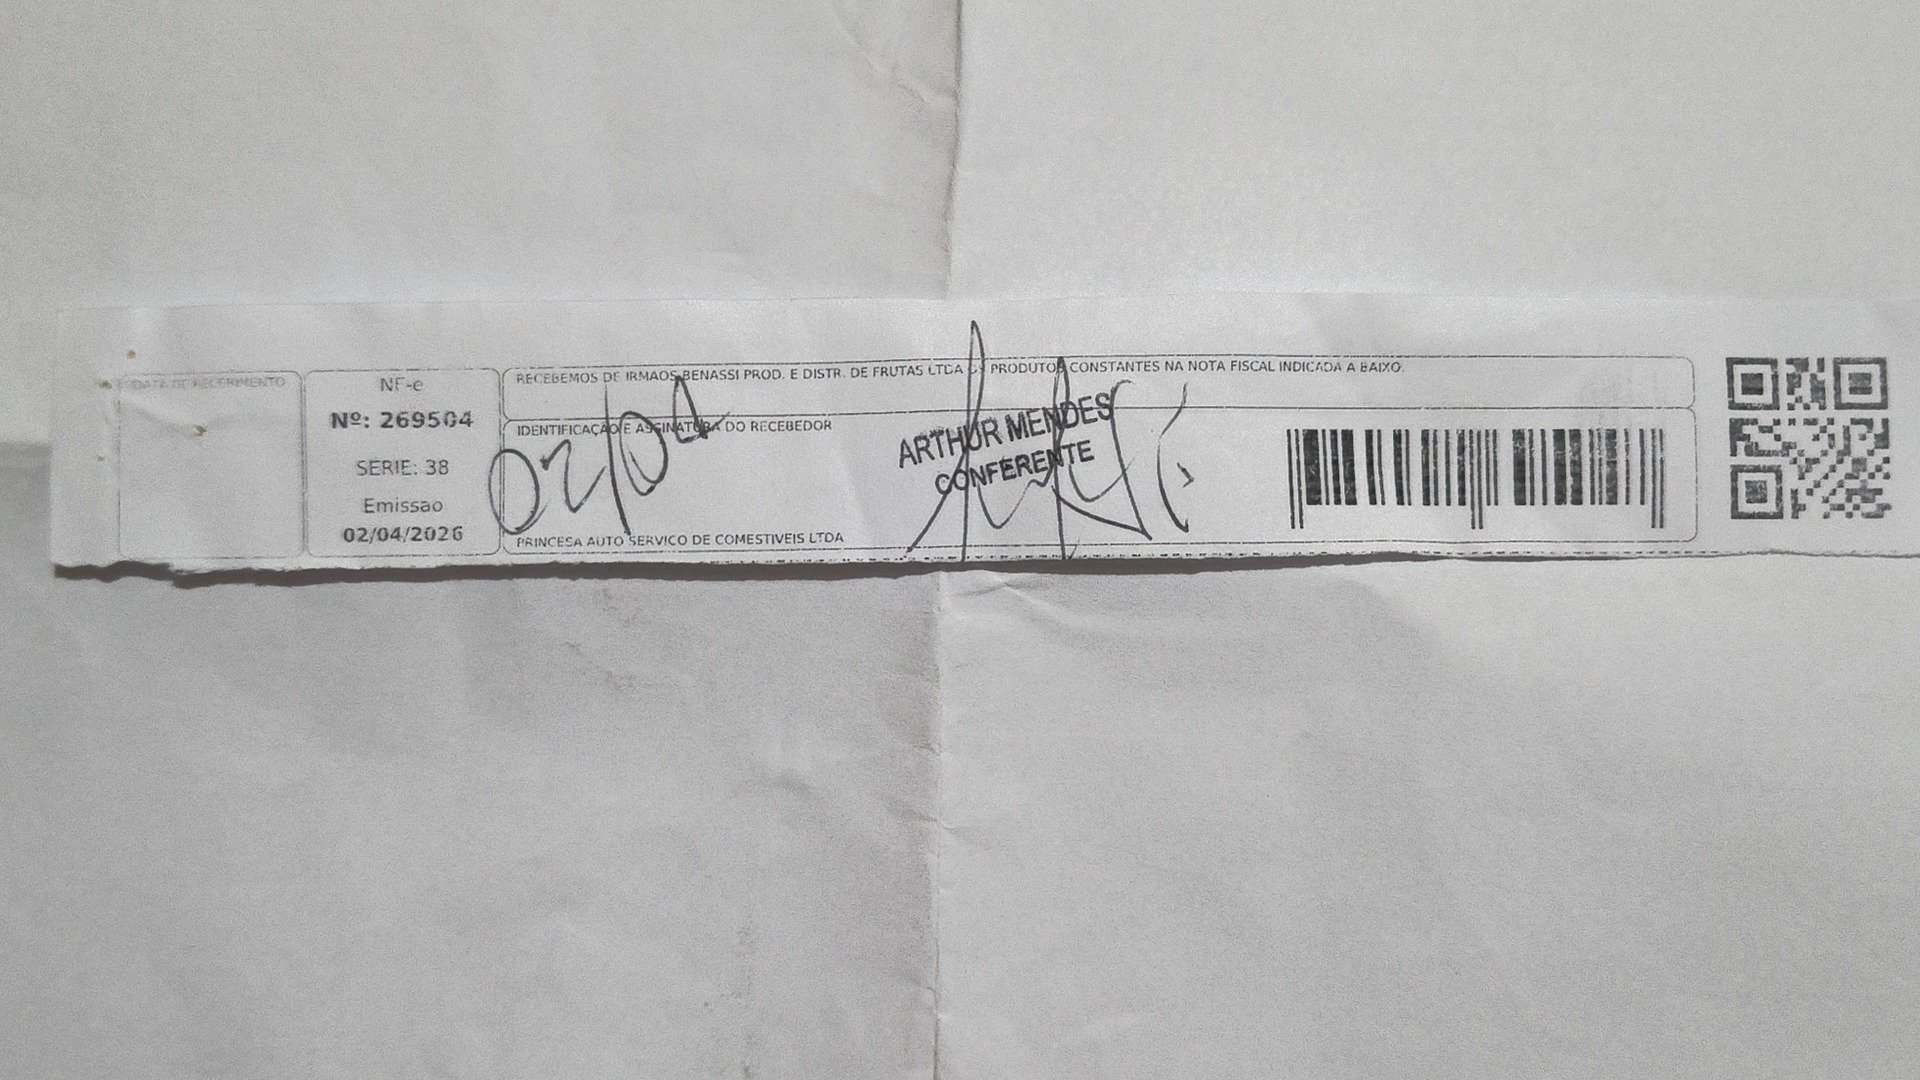 DATA DE RECEBIMENTO
NF-e
Nº: 269504
SERIE: 38
Emissao
02/04/2026
RECEBEMOS DE IRMAOS BENASSI PROD. E DISTR. DE FRUTAS LTDA OS PRODUTOS CONSTANTES NA NOTA FISCAL INDICADA A BAIXO.
IDENTIFICAÇÃO E ASSINATURA DO RECEBEDOR
02/04
ARTHUR MENDES
CONFERENTE
PRINCESA AUTO SERVICO DE COMESTIVEIS LTDA